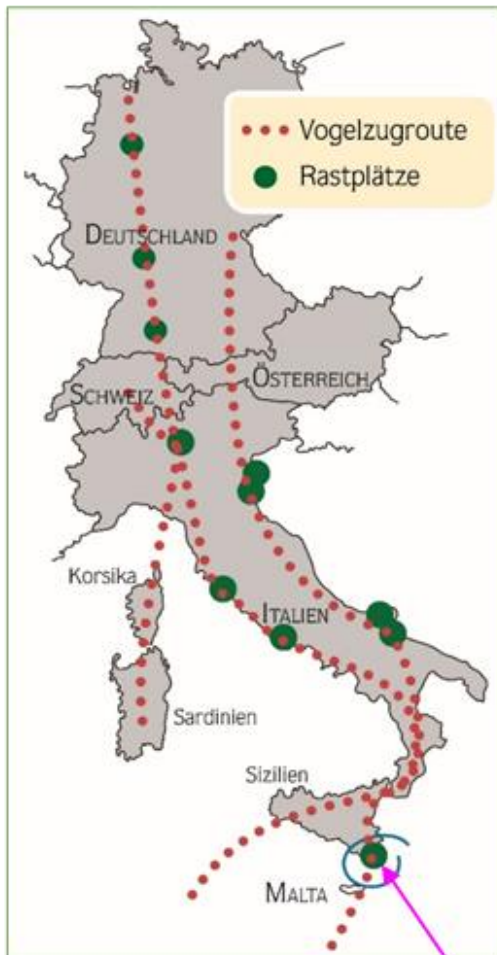 Vogelzugroute
Rastplätze
DEUTSCHLAND
ÖSTERREICH
SCHWEIZ
Korsika
ITALIEN
Sardinien
Sizilien
MALTA